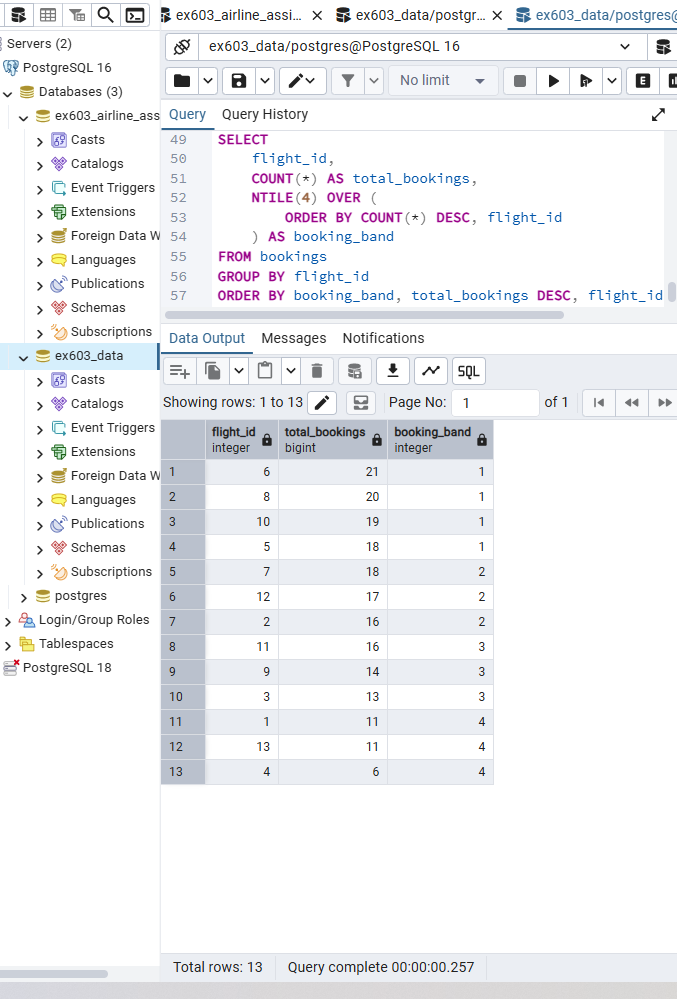 ex603_airline_assi... ex603_data/postgr... ex603_data/postgres@
Servers (2)
PostgreSQL 16
Databases (3)
ex603_airline_ass
Casts
Catalogs
Event Triggers
Extensions
Foreign Data W
Languages
Publications
Schemas
Subscriptions
ex603_data
Casts
Catalogs
Event Triggers
Extensions
Foreign Data W
Languages
Publications
Schemas
Subscriptions
postgres
Login/Group Roles
Tablespaces
PostgreSQL 18
ex603_data/postgres@PostgreSQL 16
No limit
E
Query Query History
49 SELECT
50 flight_id,
51 COUNT(*) AS total_bookings,
52 NTILE(4) OVER (
53 ORDER BY COUNT(*) DESC, flight_id
54 ) AS booking_band
55 FROM bookings
56 GROUP BY flight_id
57 ORDER BY booking_band, total_bookings DESC, flight_id
Data Output Messages Notifications
SQL
Showing rows: 1 to 13 Page No: 1 of 1
flight_id total_bookings booking_band
integer bigint integer
1 6 21 1
2 8 20 1
3 10 19 1
4 5 18 1
5 7 18 2
6 12 17 2
7 2 16 2
8 11 16 3
9 9 14 3
10 3 13 3
11 1 11 4
12 13 11 4
13 4 6 4
Total rows: 13 Query complete 00:00:00.257